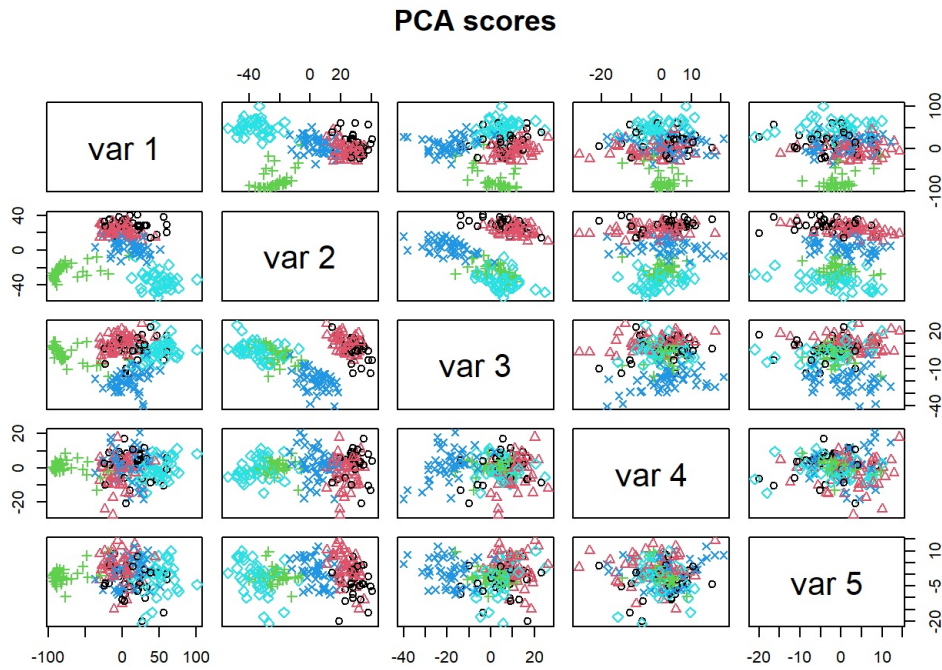 PCA scores
-40 0 20
-20 0 10
var 1
-100 0 100
-40 0 40
var 2
var 3
-40 -20 0 20
-20 0 20
var 4
var 5
-20 -5 10
-100 0 50 100
-40 -20 0 20
-20 -10 0 10